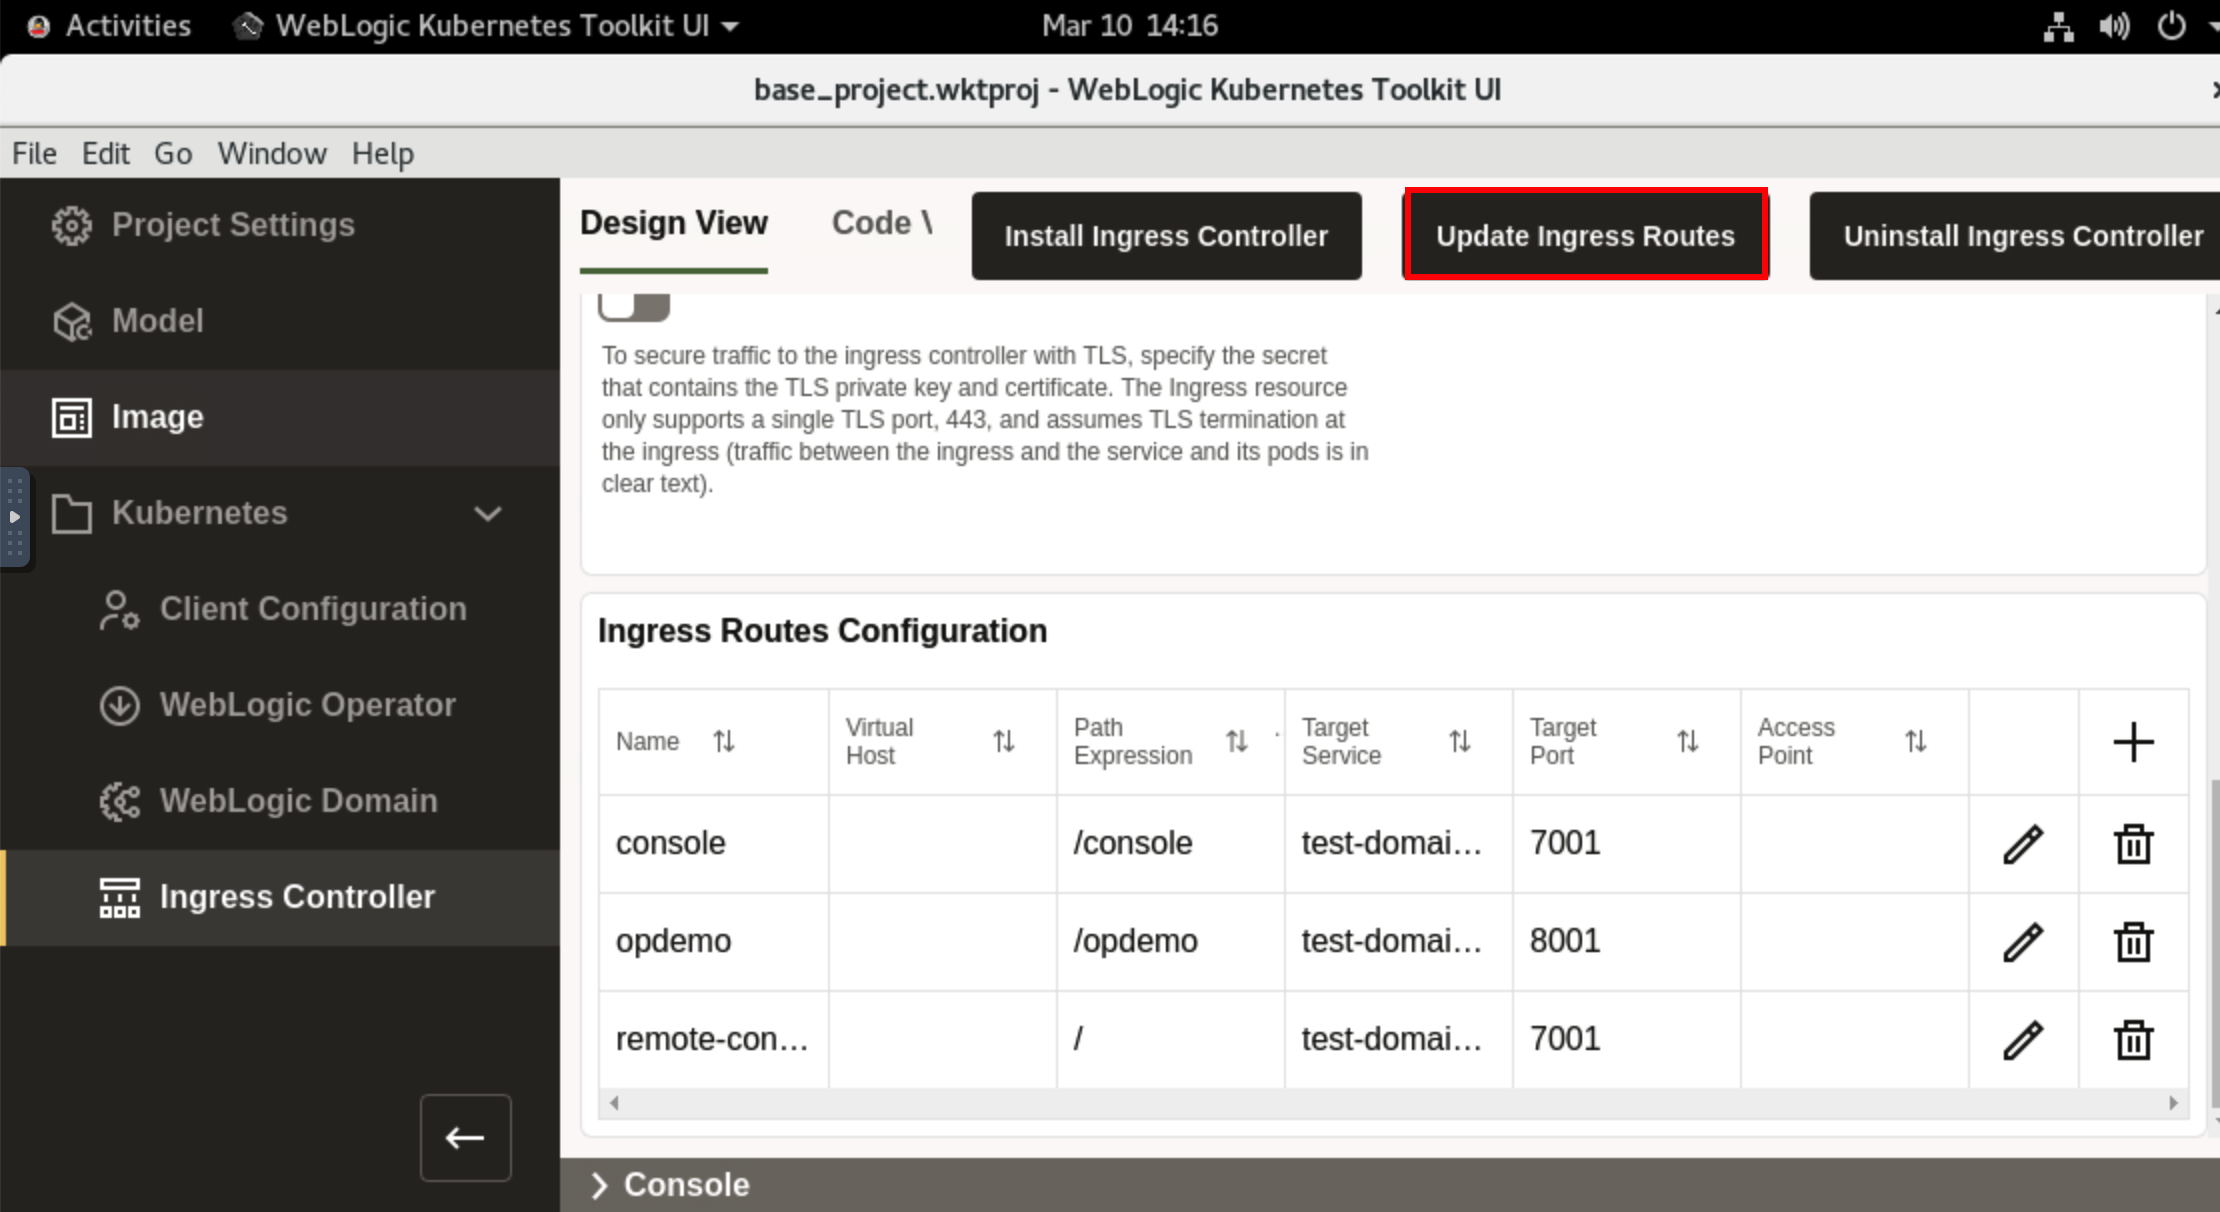 Activities WebLogic Kubernetes Toolkit UI Mar 10 14:16
base_project.wktproj - WebLogic Kubernetes Toolkit UI
File Edit Go Window Help
Project Settings
Model
Image
Kubernetes
Client Configuration
WebLogic Operator
WebLogic Domain
Ingress Controller
Design View Code \ Install Ingress Controller Update Ingress Routes Uninstall Ingress Controller
To secure traffic to the ingress controller with TLS, specify the secret
that contains the TLS private key and certificate. The Ingress resource
only supports a single TLS port, 443, and assumes TLS termination at
the ingress (traffic between the ingress and the service and its pods is in
clear text).
Ingress Routes Configuration
Name Virtual Host Path Expression Target Service Target Port Access Point
console /console test-domai... 7001
opdemo /opdemo test-domai... 8001
remote-con... / test-domai... 7001
Console